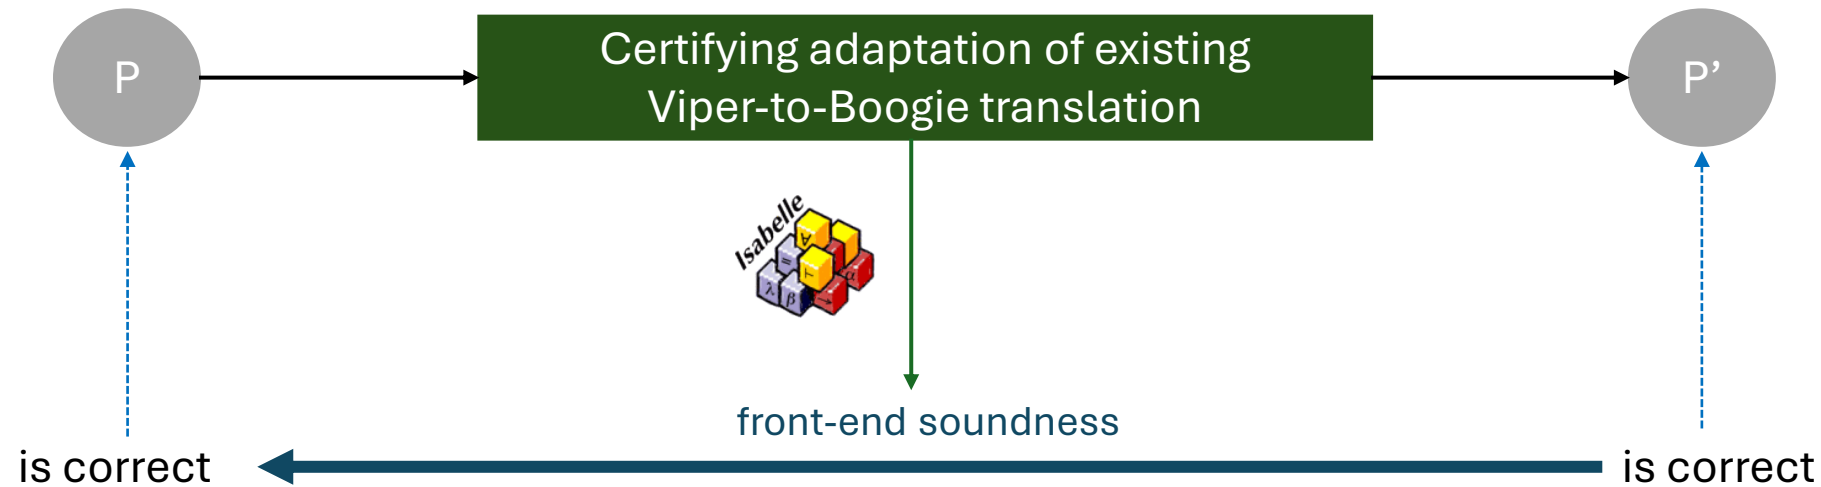 P
Certifying adaptation of existing
Viper-to-Boogie translation
P’
Isabelle
∀
=
⊢
α
λ
β
→
front-end soundness
is correct
is correct